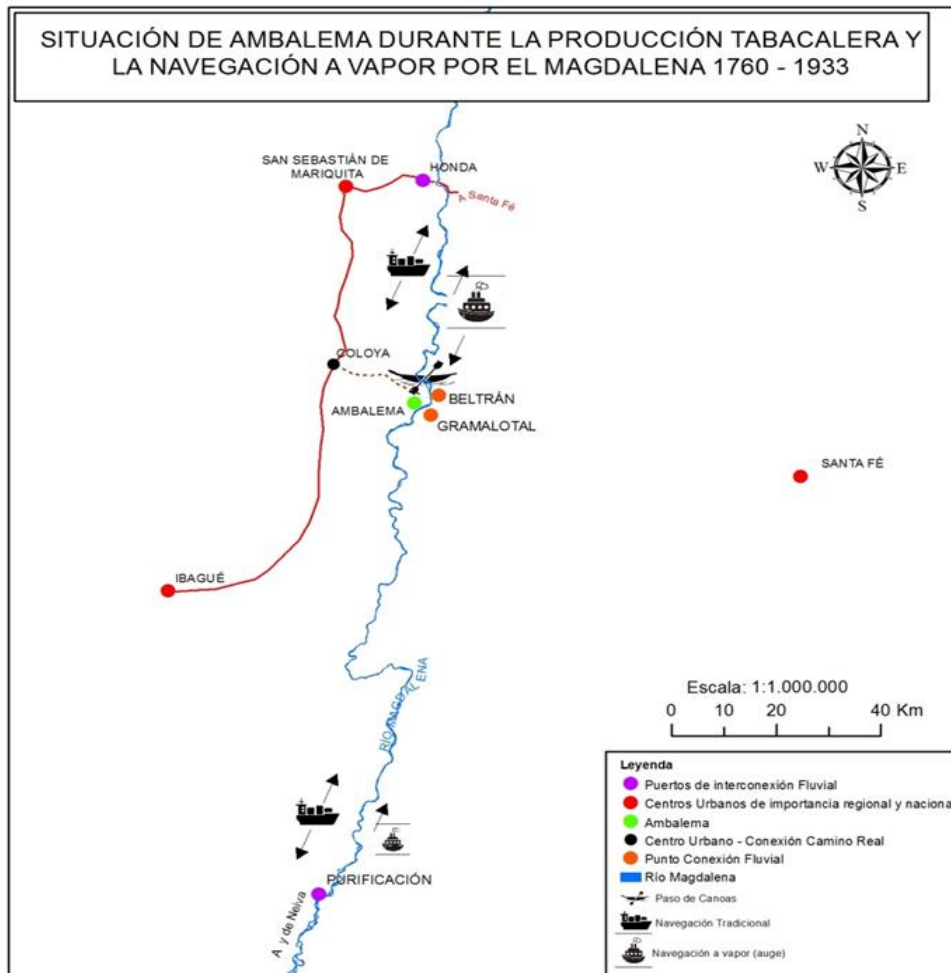 SITUACIÓN DE AMBALEMA DURANTE LA PRODUCCIÓN TABACALERA Y
LA NAVEGACIÓN A VAPOR POR EL MAGDALENA 1760 - 1933
N
W
E
S
SAN SEBASTIÁN DE
MARIQUITA
HONDA
A Santa Fé
COLOYA
BELTRÁN
AMBALEMA
GRAMALOTAL
SANTA FÉ
IBAGUÉ
RÍO MAGDALENA
Escala: 1:1.000.000
0 10 20 40 Km
PURIFICACIÓN
A y de Neiva
Leyenda
Puertos de interconexión Fluvial
Centros Urbanos de importancia regional y naciona
Ambalema
Centro Urbano - Conexión Camino Real
Punto Conexión Fluvial
Río Magdalena
Paso de Canoas
Navegación Tradicional
Navegación a vapor (auge)